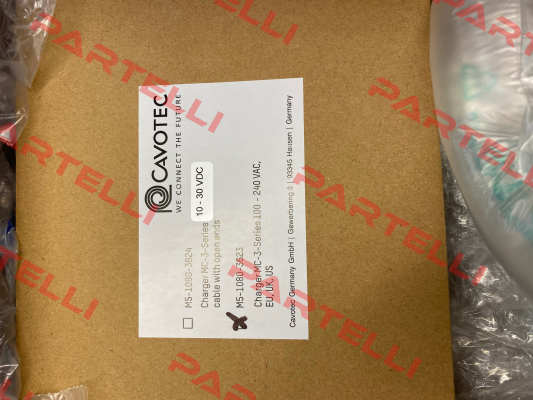 CAVOTEC
WE CONNECT THE FUTURE
M5-1080-3624
Charger MC-3-Series 10 - 30 VDC
cable with open ends
M5-1080-3623
Charger MC-3-Series 100 - 240 VAC,
EU, UK, US
Cavotec Germany GmbH | Gewerbering 3 | 93345 Hausen | Germany
PARTELLI
PARTELLI
PARTELLI
PARTELLI
PARTELLI
PARTELLI
PARTELLI
PARTELLI